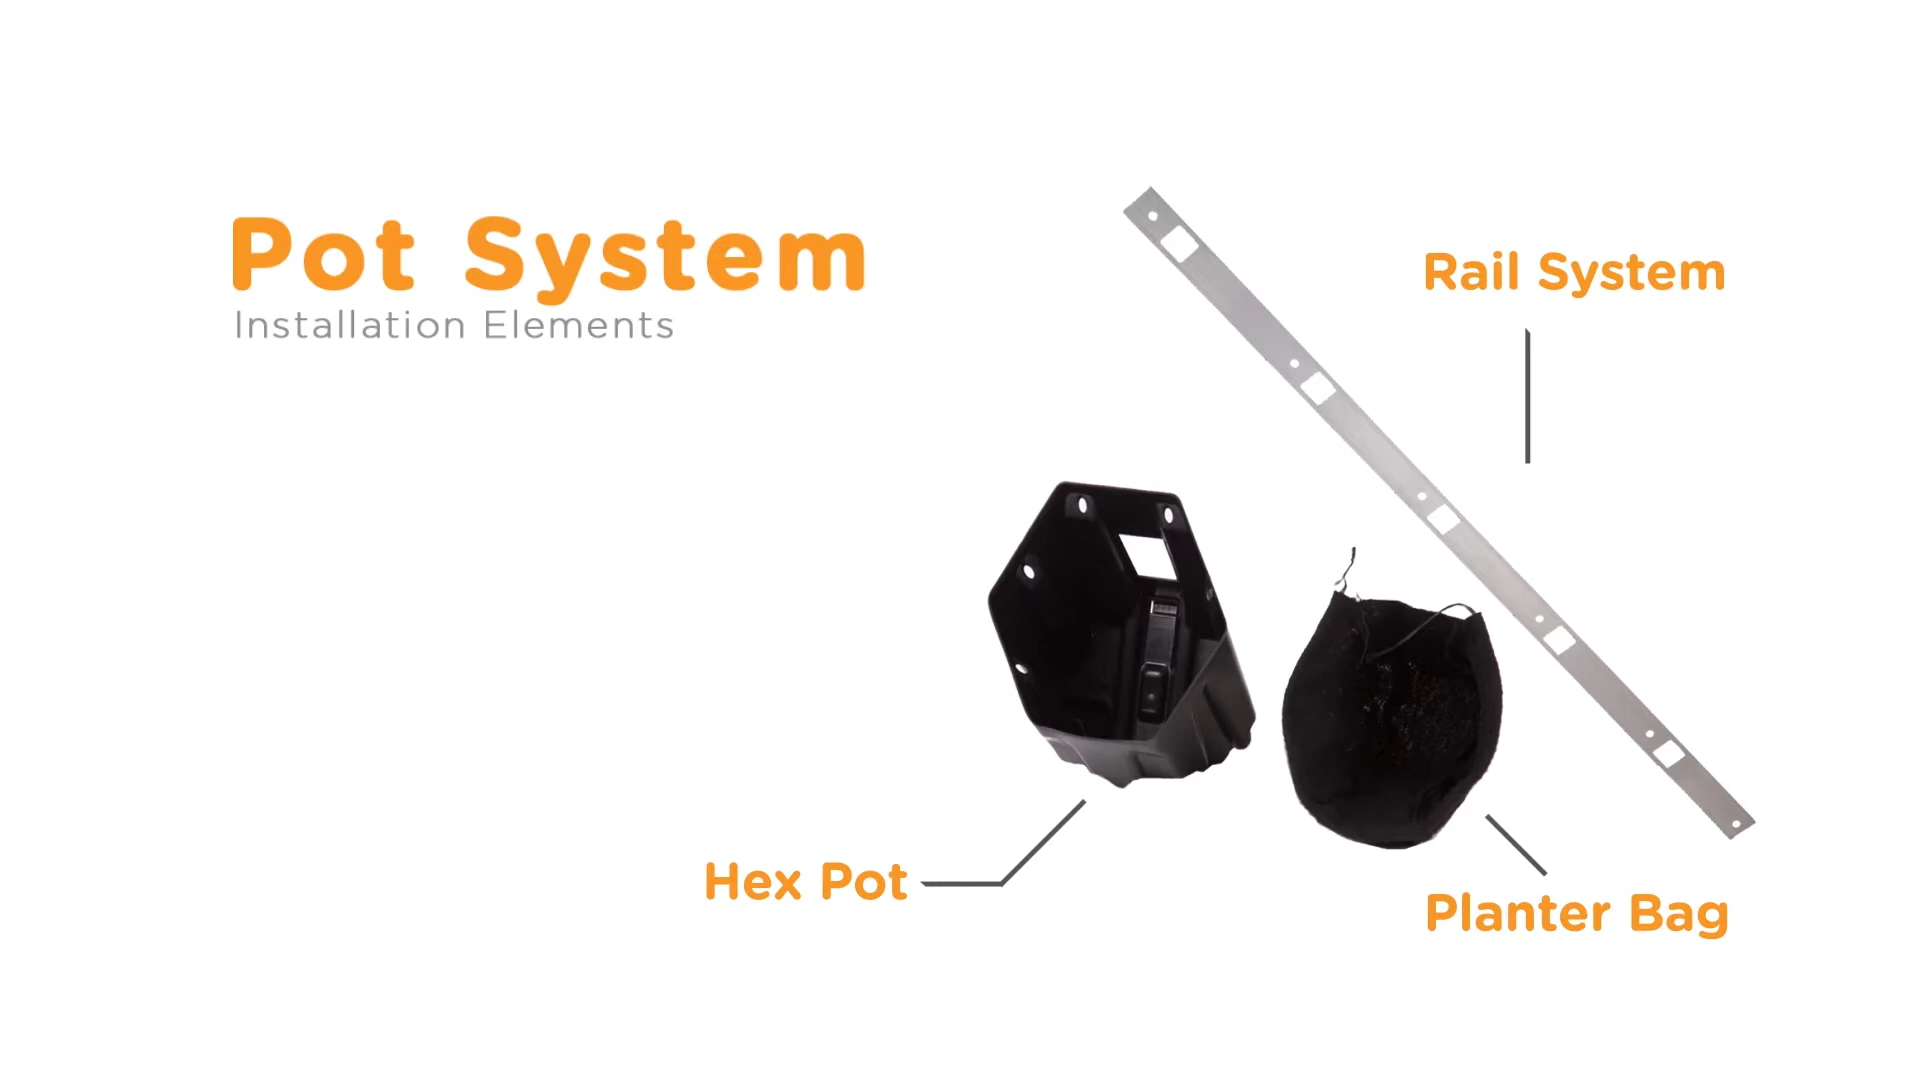 Pot System
Installation Elements
Rail System
Hex Pot
Planter Bag